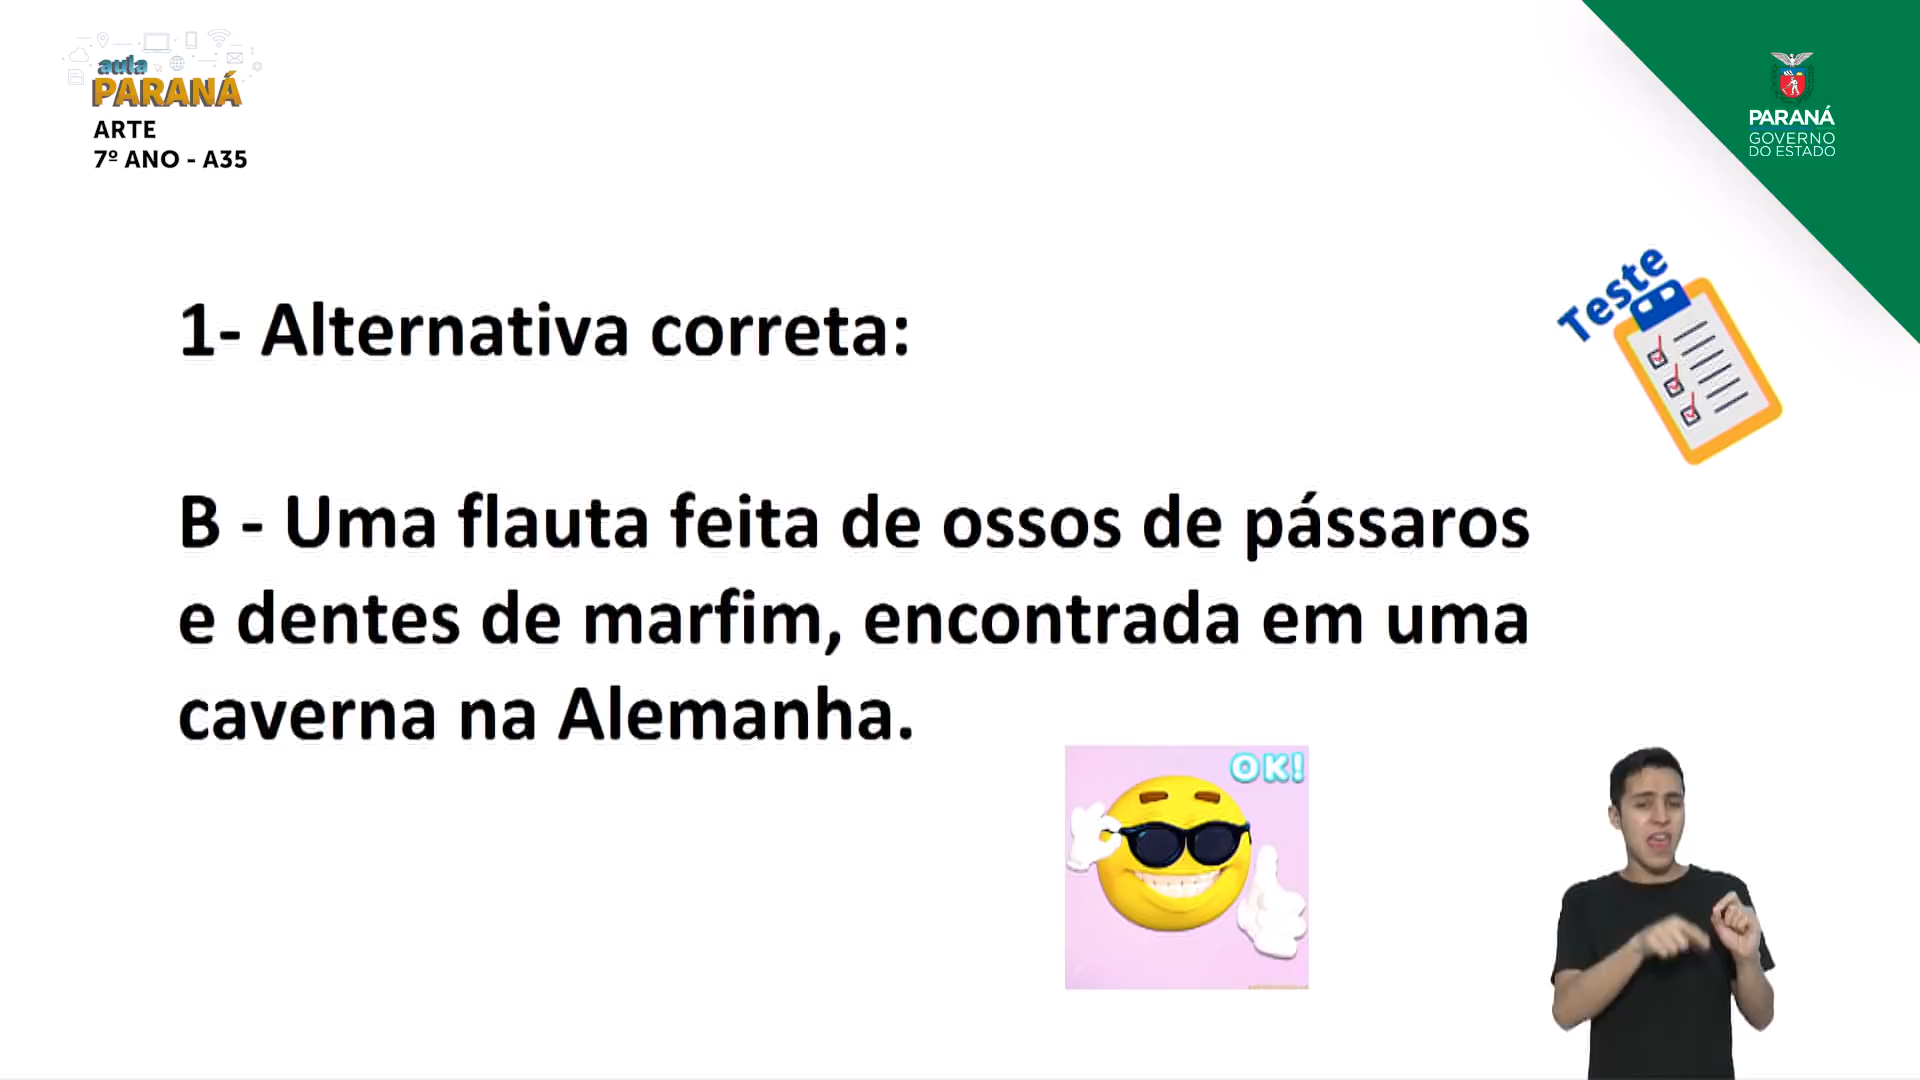 aula
PARANÁ
ARTE
7º ANO - A35
PARANÁ
GOVERNO
DO ESTADO
Teste
1- Alternativa correta:
B - Uma flauta feita de ossos de pássaros
e dentes de marfim, encontrada em uma
caverna na Alemanha.
OK!